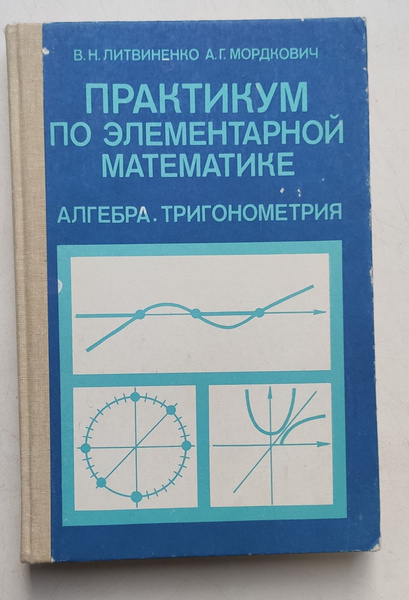 В. Н. ЛИТВИНЕНКО А. Г. МОРДКОВИЧ
ПРАКТИКУМ
ПО ЭЛЕМЕНТАРНОЙ
МАТЕМАТИКЕ
АЛГЕБРА. ТРИГОНОМЕТРИЯ